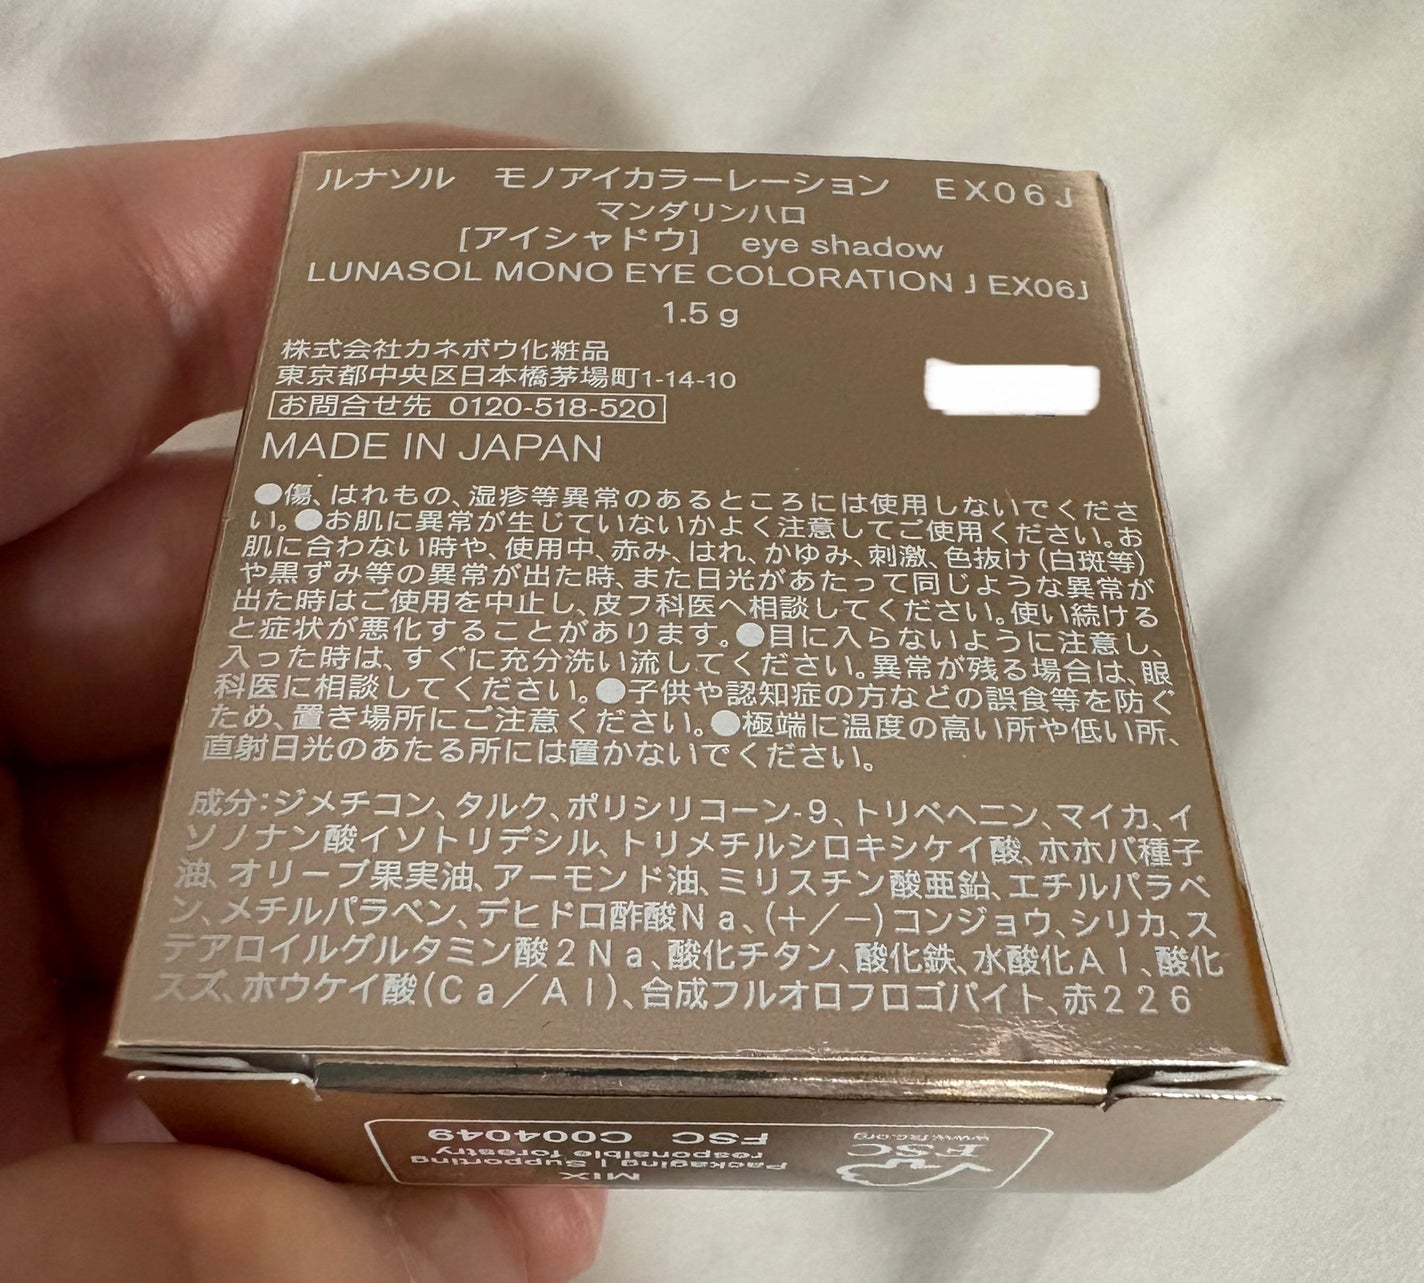 ルナソル モノアイカラーレーション EX06J
マンダリンハロ
[アイシャドウ] eye shadow
LUNASOL MONO EYE COLORATION J EX06J
1.5 g
株式会社カネボウ化粧品
東京都中央区日本橋茅場町1-14-10
お問合せ先 0120-518-520
MADE IN JAPAN
●傷、はれもの、湿疹等異常のあるところには使用しないでくださ
い。●お肌に異常が生じていないかよく注意してご使用ください。お
肌に合わない時や、使用中、赤み、はれ、かゆみ、刺激、色抜け(白斑等)
や黒ずみ等の異常が出た時、また日光があたって同じような異常が
出た時はご使用を中止し、皮フ科医へ相談してください。使い続ける
と症状が悪化することがあります。●目に入らないように注意し、
入った時は、すぐに充分洗い流してください。異常が残る場合は、眼
科医に相談してください。●子供や認知症の方などの誤食等を防ぐ
ため、置き場所にご注意ください。●極端に温度の高い所や低い所、
直射日光のあたる所には置かないでください。
成分:ジメチコン、タルク、ポリシリコーン-9、トリベヘニン、マイカ、イ
ソノナン酸イソトリデシル、トリメチルシロキシケイ酸、ホホバ種子
油、オリーブ果実油、アーモンド油、ミリスチン酸亜鉛、エチルパラベ
ン、メチルパラベン、デヒドロ酢酸Na、(+/-)コンジョウ、シリカ、ス
テアロイルグルタミン酸2Na、酸化チタン、酸化鉄、水酸化Al、酸化
スズ、ホウケイ酸(Ca/Al)、合成フルオロフロゴパイト、赤226
FSC
www.fsc.org
MIX
Packaging | Supporting
responsible forestry
FSC C004049